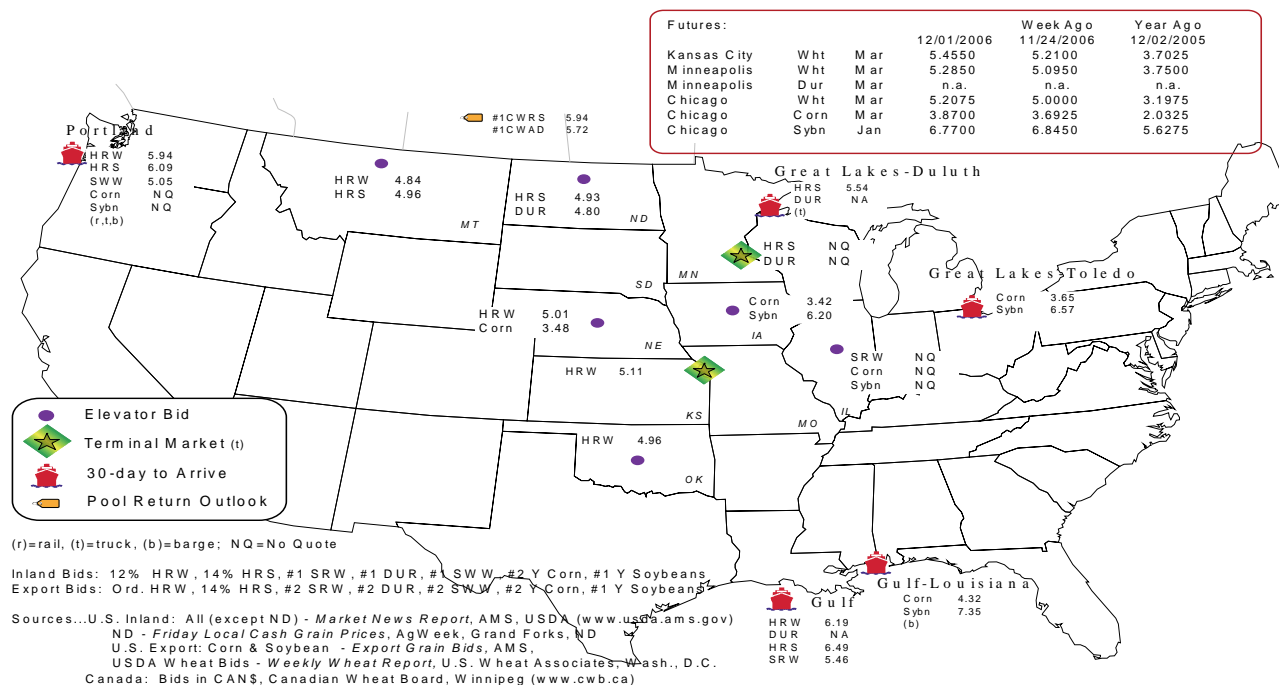 Futures: Week Ago Year Ago
12/01/2006 11/24/2006 12/02/2005
Kansas City Wht Mar 5.4550 5.2100 3.7025
Minneapolis Wht Mar 5.2850 5.0950 3.7500
Minneapolis Dur Mar n.a. n.a. n.a.
Chicago Wht Mar 5.2075 5.0000 3.1975
Chicago Corn Mar 3.8700 3.6925 2.0325
Chicago Sybn Jan 6.7700 6.8450 5.6275
#1CWRS 5.94
#1CWAD 5.72
Portland
HRW 5.94
HRS 6.09
SWW 5.05
Corn NQ
Sybn NQ
(r,t,b)
HRW 4.84
HRS 4.96
MT
HRS 4.93
DUR 4.80
ND
Great Lakes-Duluth
HRS 5.54
DUR NA
(t)
HRS NQ
DUR NQ
MN
SD
Great Lakes-Toledo
Corn 3.65
Sybn 6.57
HRW 5.01
Corn 3.48
NE
Corn 3.42
Sybn 6.20
IA
SRW NQ
Corn NQ
Sybn NQ
IL
HRW 5.11
KS
MO
HRW 4.96
OK
Elevator Bid
Terminal Market (t)
30-day to Arrive
Pool Return Outlook
(r)=rail, (t)=truck, (b)=barge; NQ=No Quote
Inland Bids: 12% HRW, 14% HRS, #1 SRW, #1 DUR, #1 SWW, #2 Y Corn, #1 Y Soybeans
Export Bids: Ord. HRW, 14% HRS, #2 SRW, #2 DUR, #2 SWW, #2 Y Corn, #1 Y Soybeans
Gulf-Louisiana
Corn 4.32
Sybn 7.35
(b)
Gulf
HRW 6.19
DUR NA
HRS 6.49
SRW 5.46
Sources...U.S. Inland: All (except ND) - Market News Report, AMS, USDA (www.usda.ams.gov)
ND - Friday Local Cash Grain Prices, AgWeek, Grand Forks, ND
U.S. Export: Corn & Soybean - Export Grain Bids, AMS,
USDA Wheat Bids - Weekly Wheat Report, U.S. Wheat Associates, Wash., D.C.
Canada: Bids in CAN$, Canadian Wheat Board, Winnipeg (www.cwb.ca)